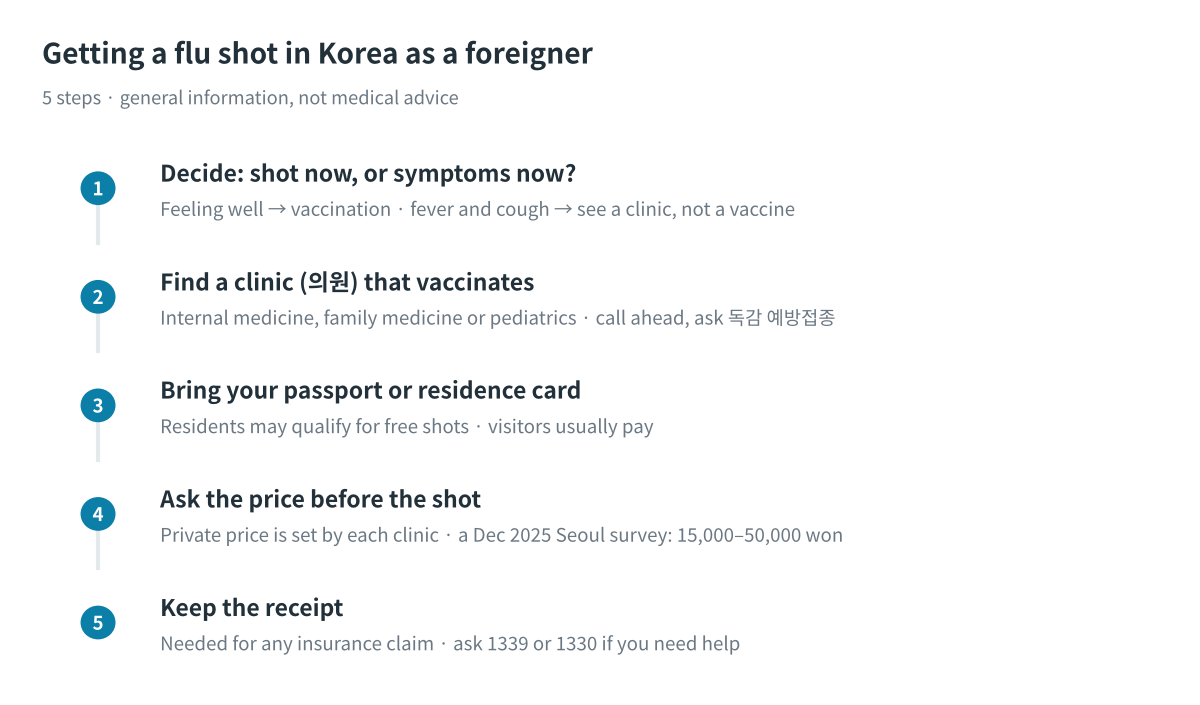 Getting a flu shot in Korea as a foreigner
5 steps · general information, not medical advice
1
Decide: shot now, or symptoms now?
Feeling well → vaccination · fever and cough → see a clinic, not a vaccine
2
Find a clinic (의원) that vaccinates
Internal medicine, family medicine or pediatrics · call ahead, ask 독감 예방접종
3
Bring your passport or residence card
Residents may qualify for free shots · visitors usually pay
4
Ask the price before the shot
Private price is set by each clinic · a Dec 2025 Seoul survey: 15,000–50,000 won
5
Keep the receipt
Needed for any insurance claim · ask 1339 or 1330 if you need help